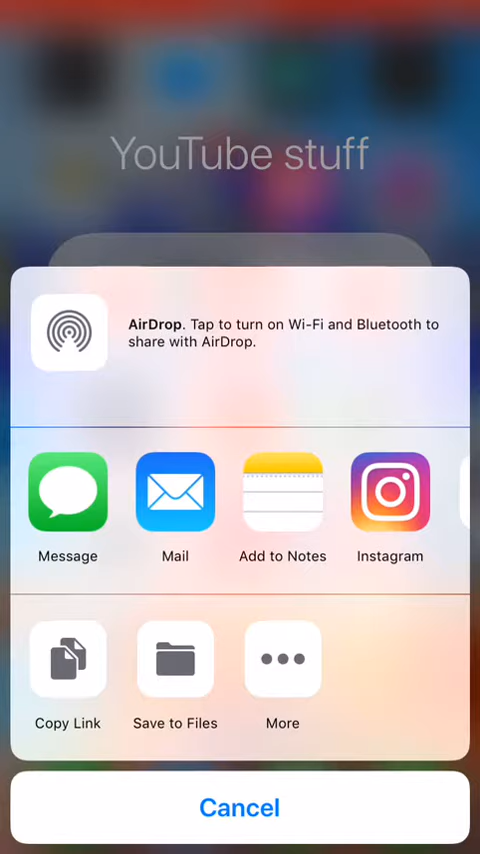 YouTube stuff
AirDrop. Tap to turn on Wi-Fi and Bluetooth to
share with AirDrop.
Message
Mail
Add to Notes
Instagram
Copy Link
Save to Files
More
Cancel